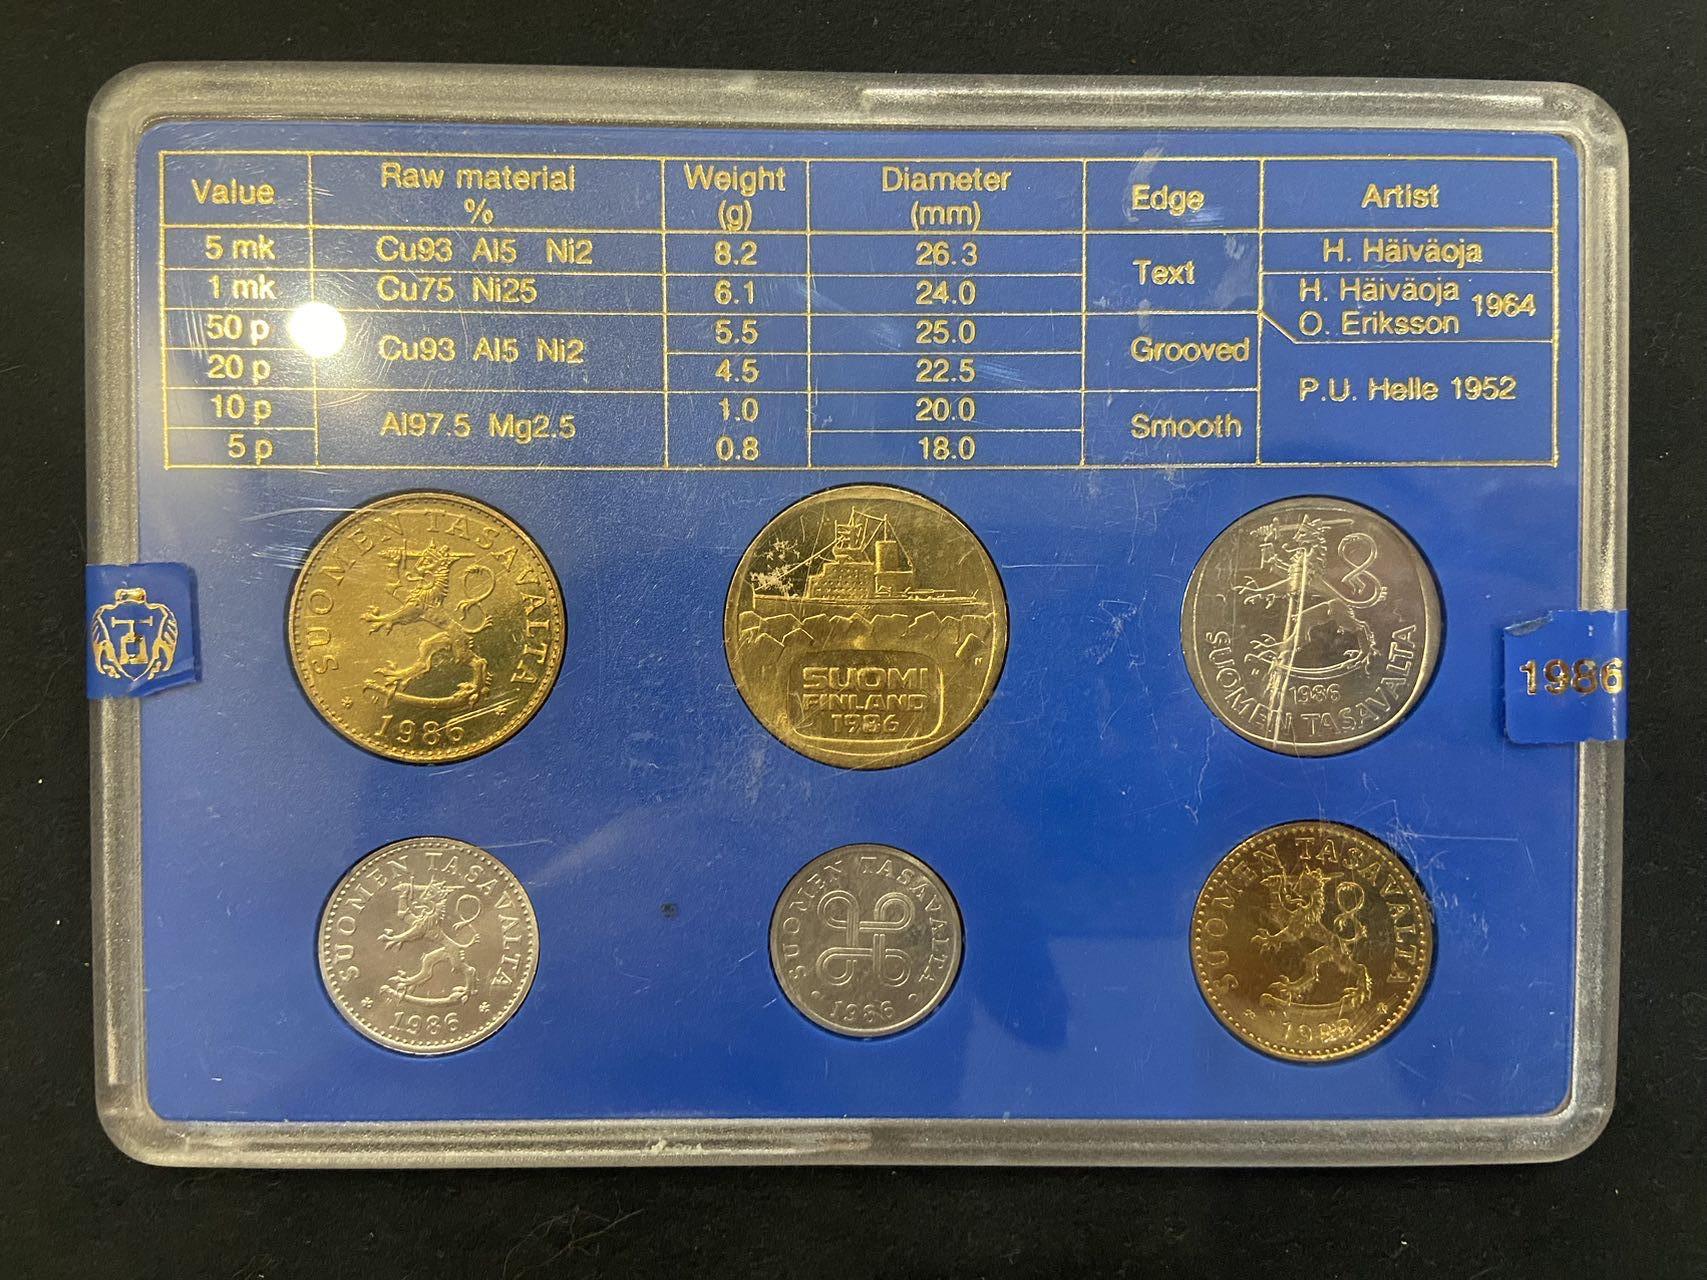 Value Raw material % Weight (g) Diameter (mm) Edge Artist
5 mk Cu93 Al5 Ni2 8.2 26.3 Text H. Häiväoja
1 mk Cu75 Ni25 6.1 24.0 H. Häiväoja O. Eriksson 1964
50 p Cu93 Al5 Ni2 5.5 25.0 Grooved P.U. Helle 1952
20 p 4.5 22.5
10 p Al97.5 Mg2.5 1.0 20.0 Smooth
5 p 0.8 18.0
SUOMEN TASAVALTA
1986
SUOMI
FINLAND
1986
1986
SUOMEN TASAVALTA
1986
SUOMEN TASAVALTA
1986
SUOMEN TASAVALTA
1986
SUOMEN TASAVALTA
1986